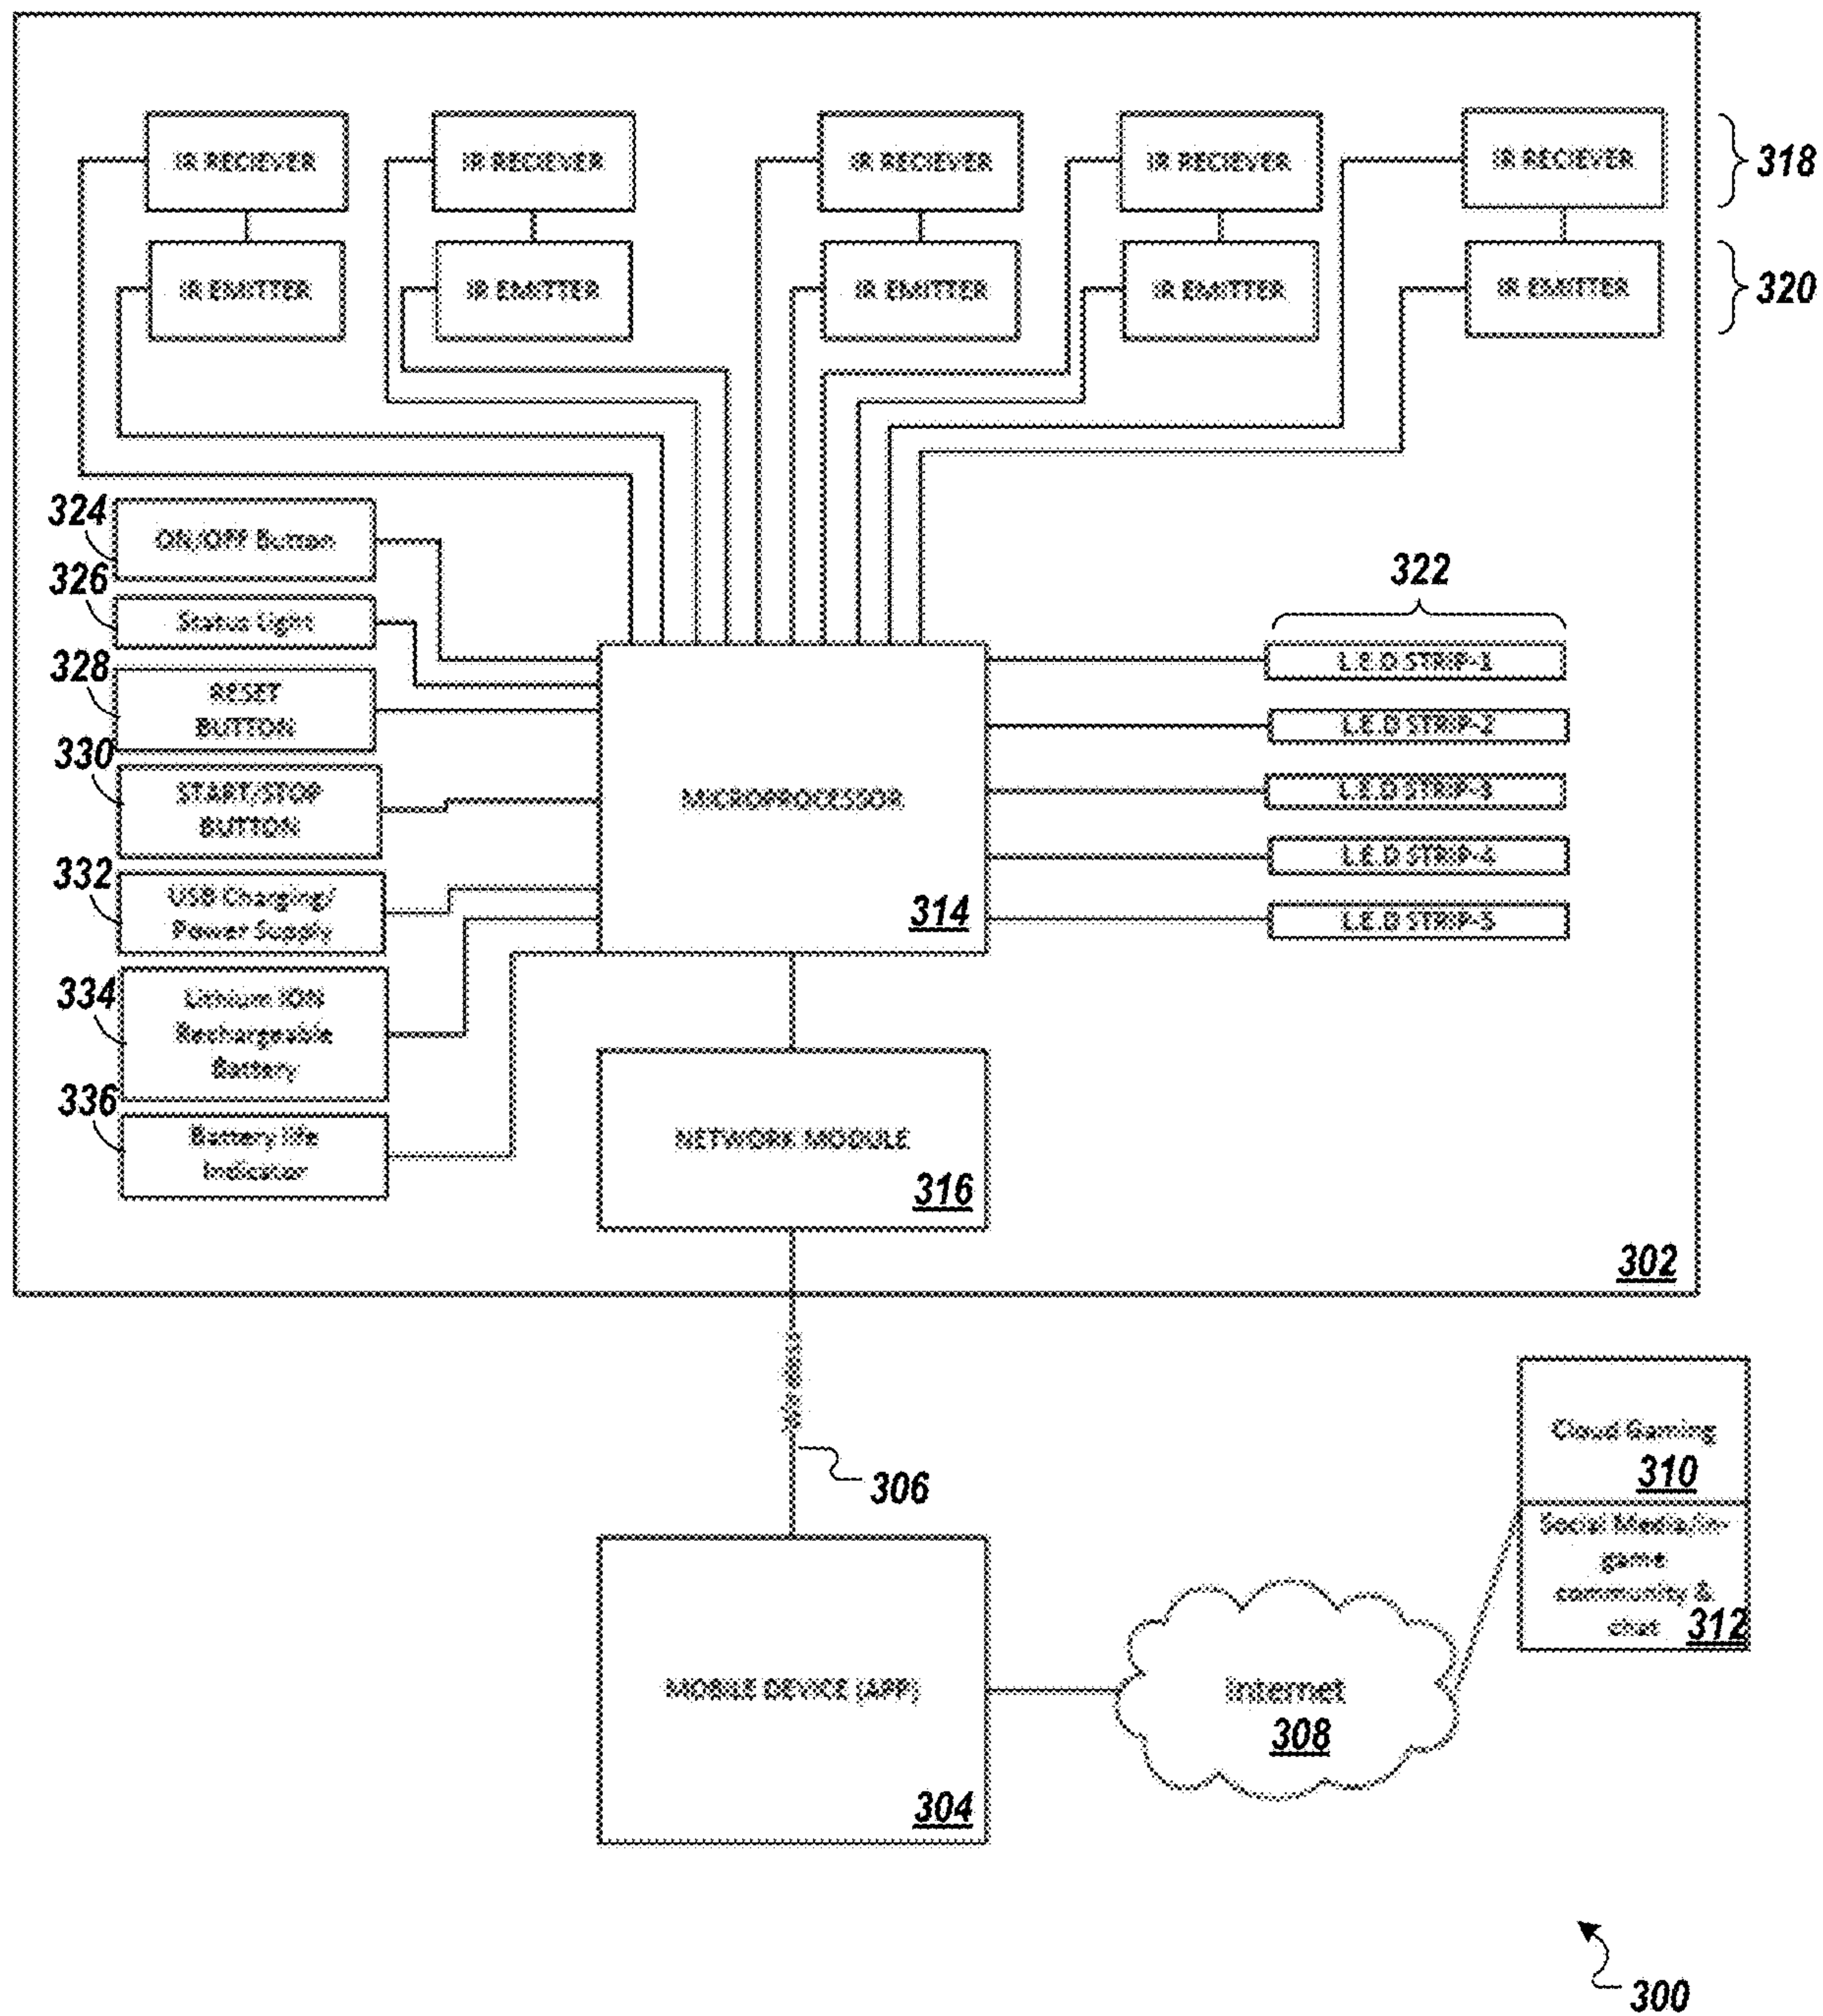 IR RECIEVER
IR RECIEVER
IR RECIEVER
IR RECIEVER
IR RECIEVER
318
IR EMITTER
IR EMITTER
IR EMITTER
IR EMITTER
IR EMITTER
320
324
ON/OFF Button
326
Status Light
328
RESET
BUTTON
330
START/STOP
BUTTON
332
USB Charging/
Power Supply
334
Lithium ION
Rechargeable
Battery
336
Battery life
Indicator
MICROPROCESSOR
314
322
L.E.D STRIP-1
L.E.D STRIP-2
L.E.D STRIP-3
L.E.D STRIP-4
L.E.D STRIP-5
NETWORK MODULE
316
302
306
MOBILE DEVICE (APP)
304
Internet
308
Cloud Gaming
310
Social Media/in-
game
community &
chat
312
300